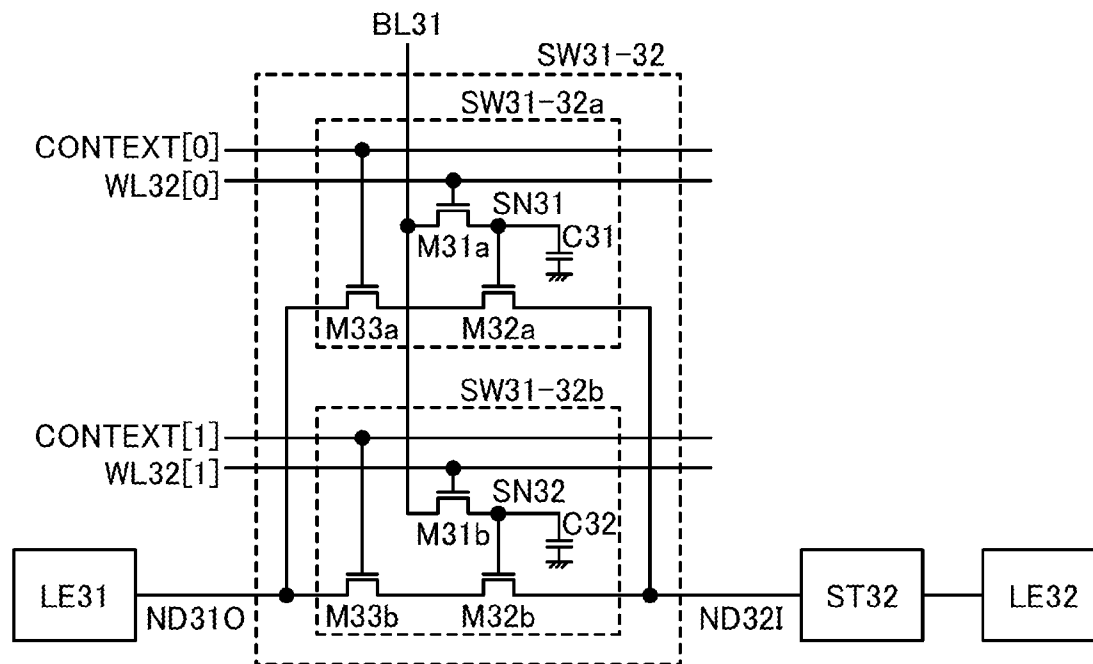 BL31
SW31-32
SW31-32a
CONTEXT[0]
WL32[0]
SN31
C31
M31a
M33a
M32a
SW31-32b
CONTEXT[1]
WL32[1]
SN32
C32
M31b
LE31
ND31O
M33b
M32b
ND32I
ST32
LE32